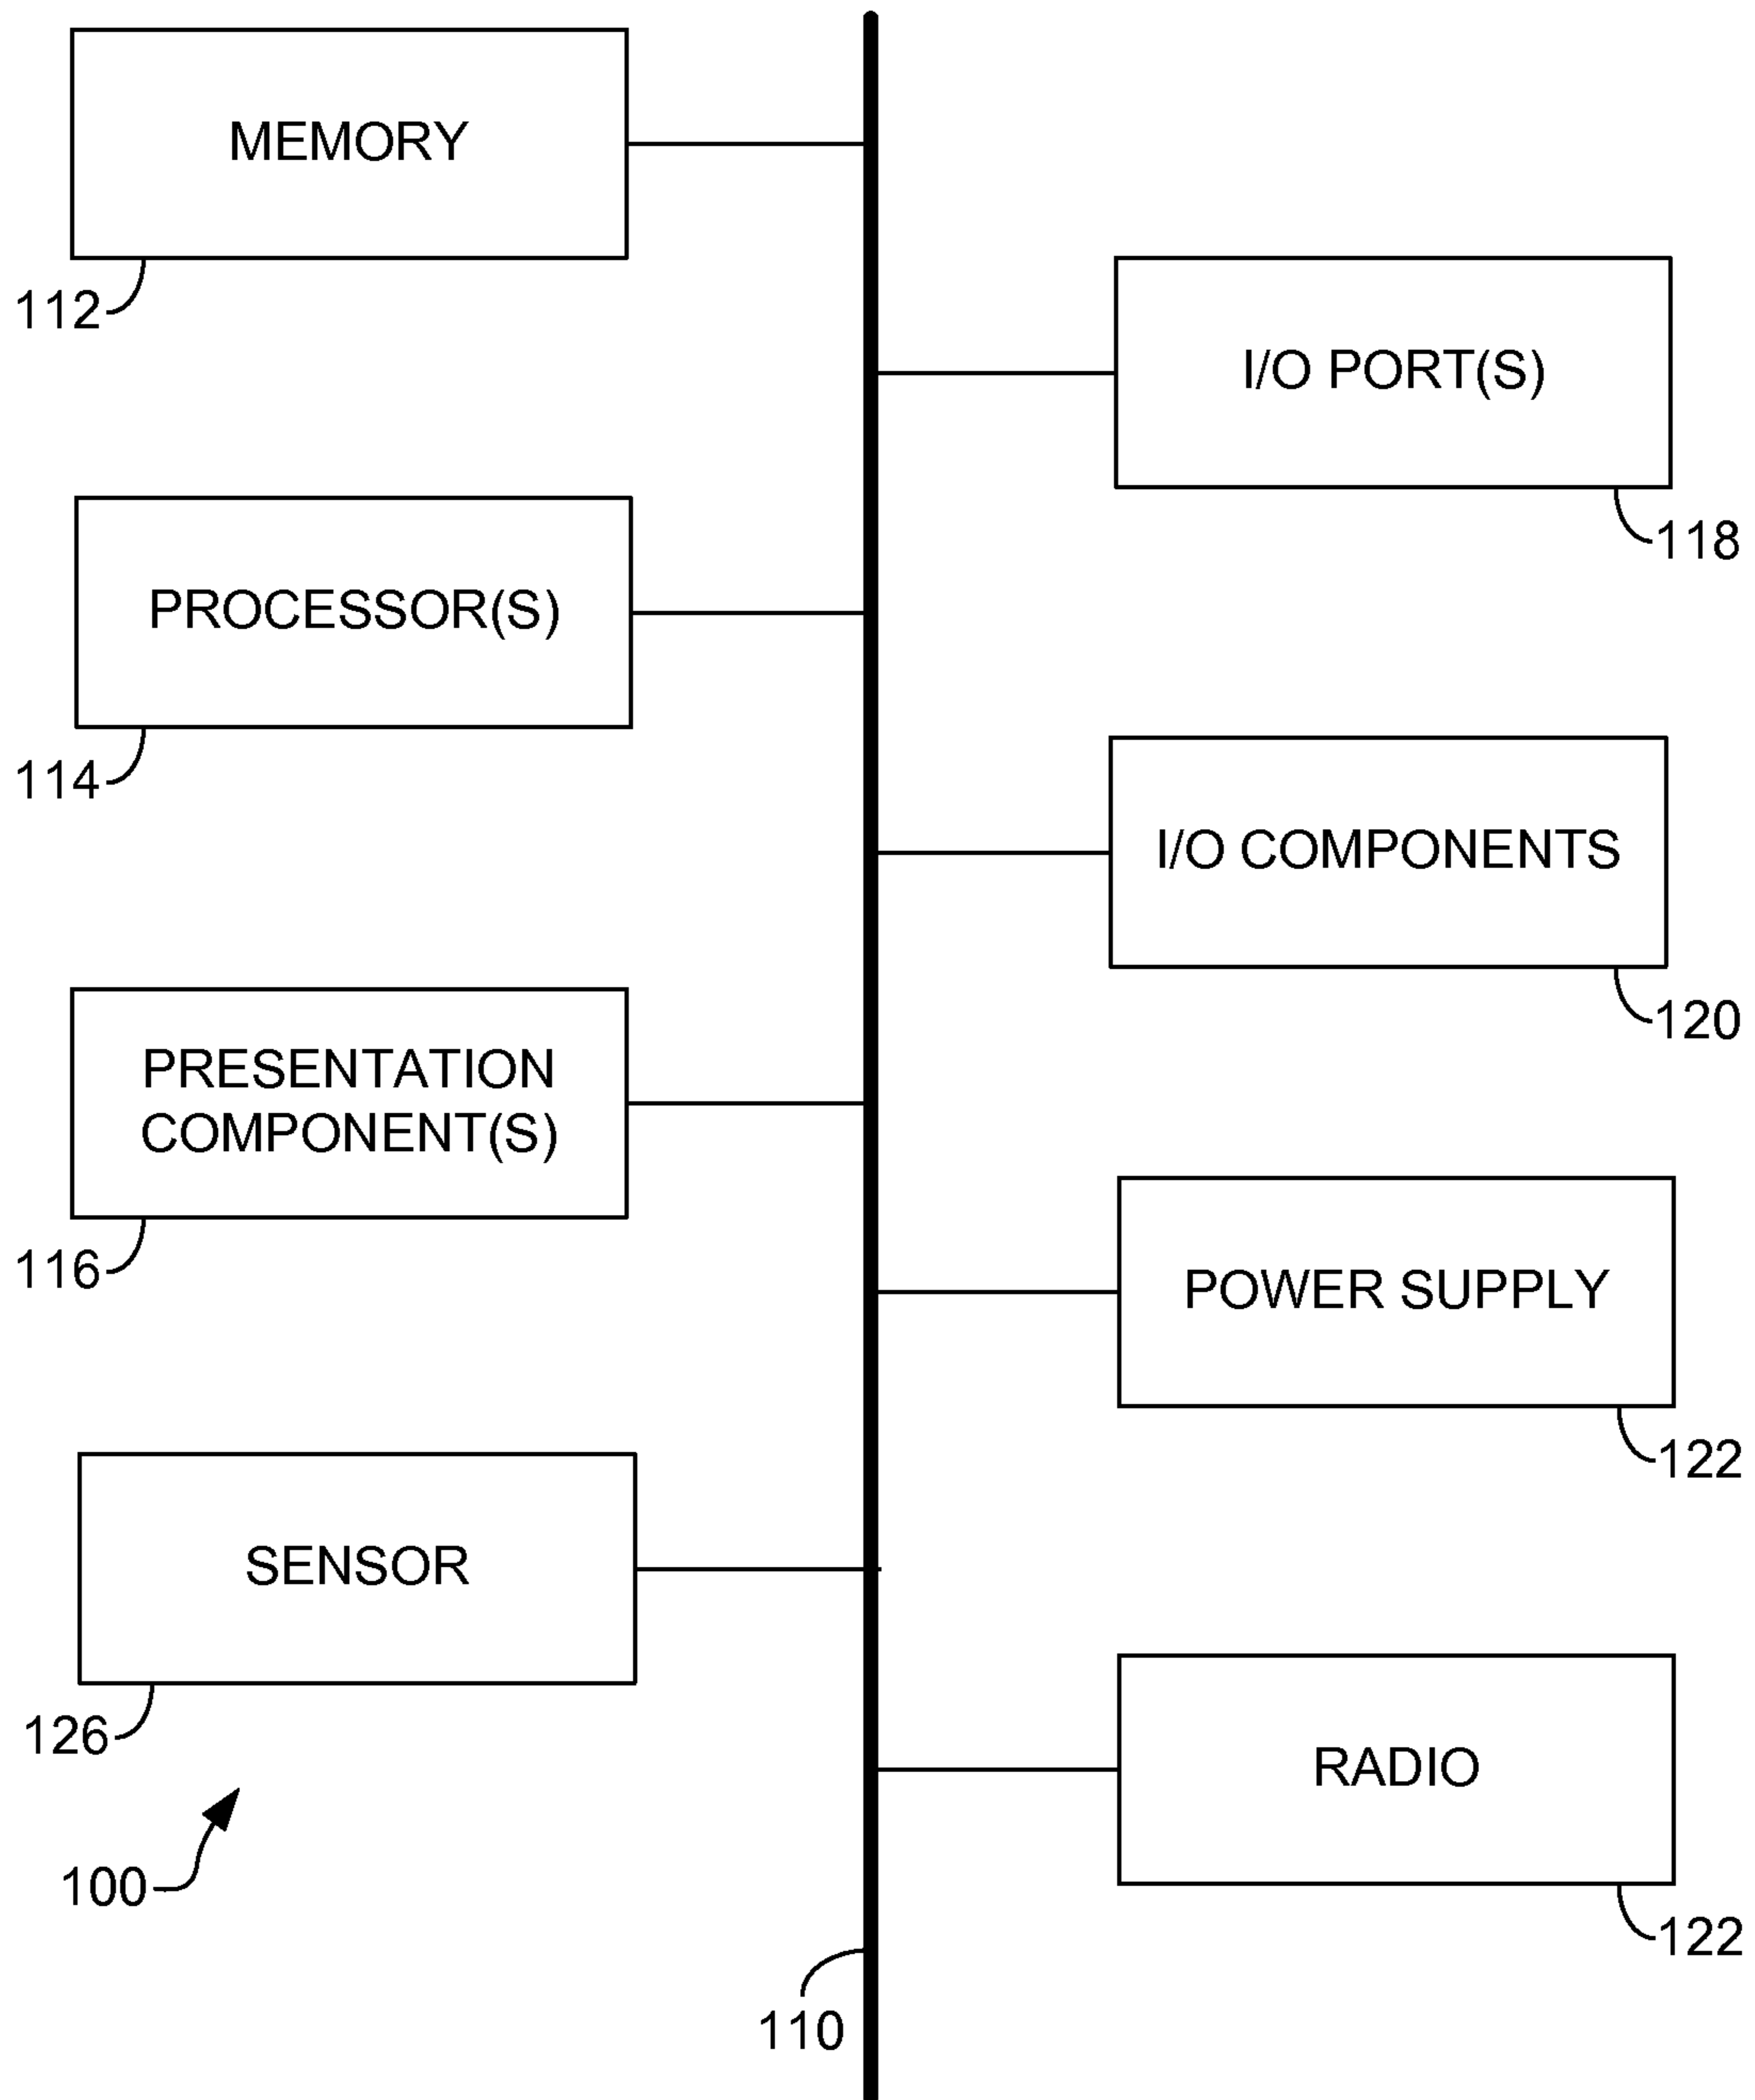 MEMORY
112
I/O PORT(S)
118
PROCESSOR(S)
114
I/O COMPONENTS
120
PRESENTATION
COMPONENT(S)
116
POWER SUPPLY
122
SENSOR
126
RADIO
122
100
110